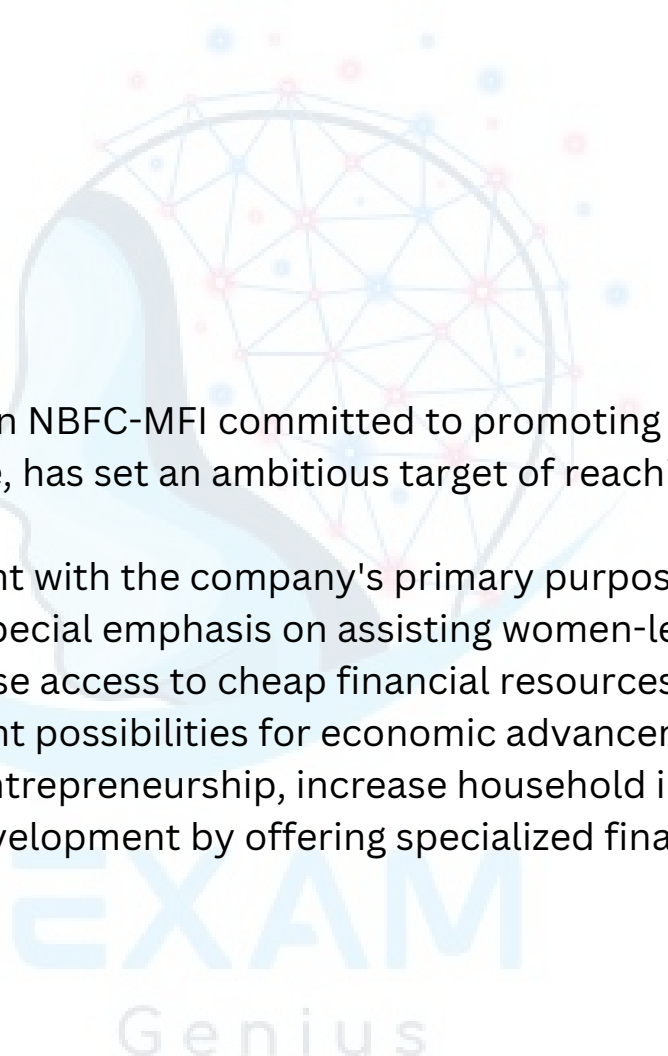 n NBFC-MFI committed to promoting
e, has set an ambitious target of reachi
nt with the company's primary purpos
pecial emphasis on assisting women-le
se access to cheap financial resources
nt possibilities for economic advancem
ntrepreneurship, increase household i
velopment by offering specialized fina
EXAM
Genius